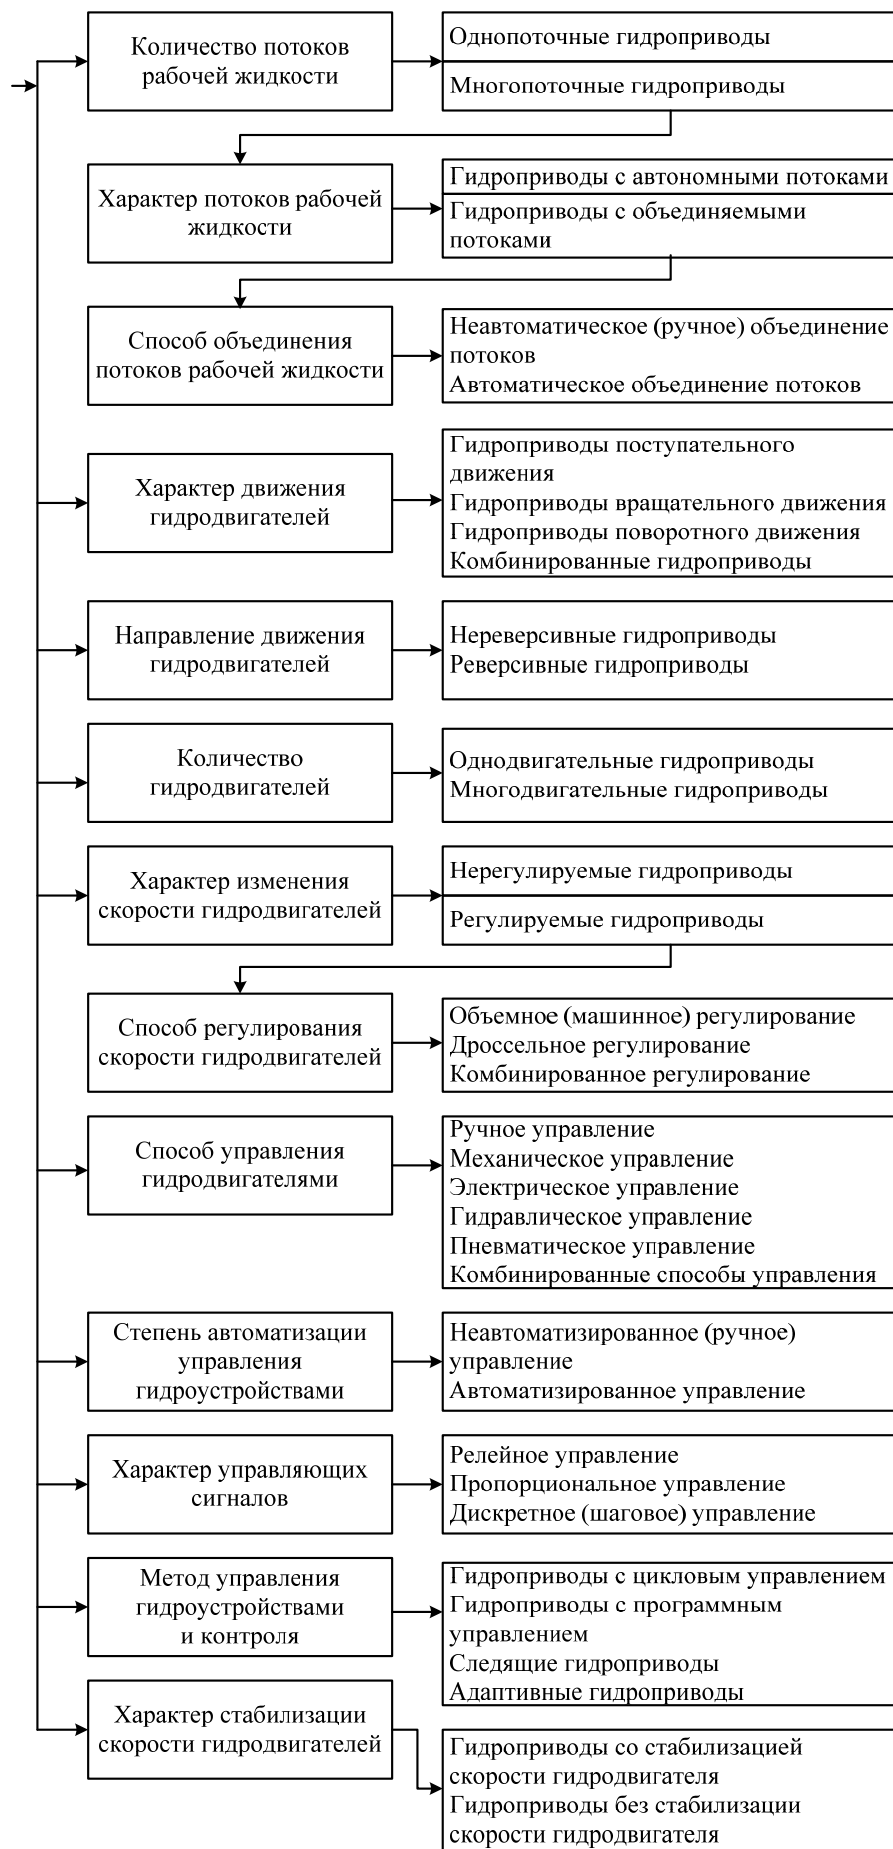 Количество потоков
рабочей жидкости
Однопоточные гидроприводы
Многопоточные гидроприводы
Характер потоков рабочей
жидкости
Гидроприводы с автономными потоками
Гидроприводы с объединяемыми
потоками
Способ объединения
потоков рабочей жидкости
Неавтоматическое (ручное) объединение
потоков
Автоматическое объединение потоков
Характер движения
гидродвигателей
Гидроприводы поступательного
движения
Гидроприводы вращательного движения
Гидроприводы поворотного движения
Комбинированные гидроприводы
Направление движения
гидродвигателей
Нереверсивные гидроприводы
Реверсивные гидроприводы
Количество
гидродвигателей
Однодвигательные гидроприводы
Многодвигательные гидроприводы
Характер изменения
скорости гидродвигателей
Нерегулируемые гидроприводы
Регулируемые гидроприводы
Способ регулирования
скорости гидродвигателей
Объемное (машинное) регулирование
Дроссельное регулирование
Комбинированное регулирование
Способ управления
гидродвигателями
Ручное управление
Механическое управление
Электрическое управление
Гидравлическое управление
Пневматическое управление
Комбинированные способы управления
Степень автоматизации
управления
гидроустройствами
Неавтоматизированное (ручное)
управление
Автоматизированное управление
Характер управляющих
сигналов
Релейное управление
Пропорциональное управление
Дискретное (шаговое) управление
Метод управления
гидроустройствами
и контроля
Гидроприводы с цикловым управлением
Гидроприводы с программным
управлением
Следящие гидроприводы
Адаптивные гидроприводы
Характер стабилизации
скорости гидродвигателей
Гидроприводы со стабилизацией
скорости гидродвигателя
Гидроприводы без стабилизации
скорости гидродвигателя